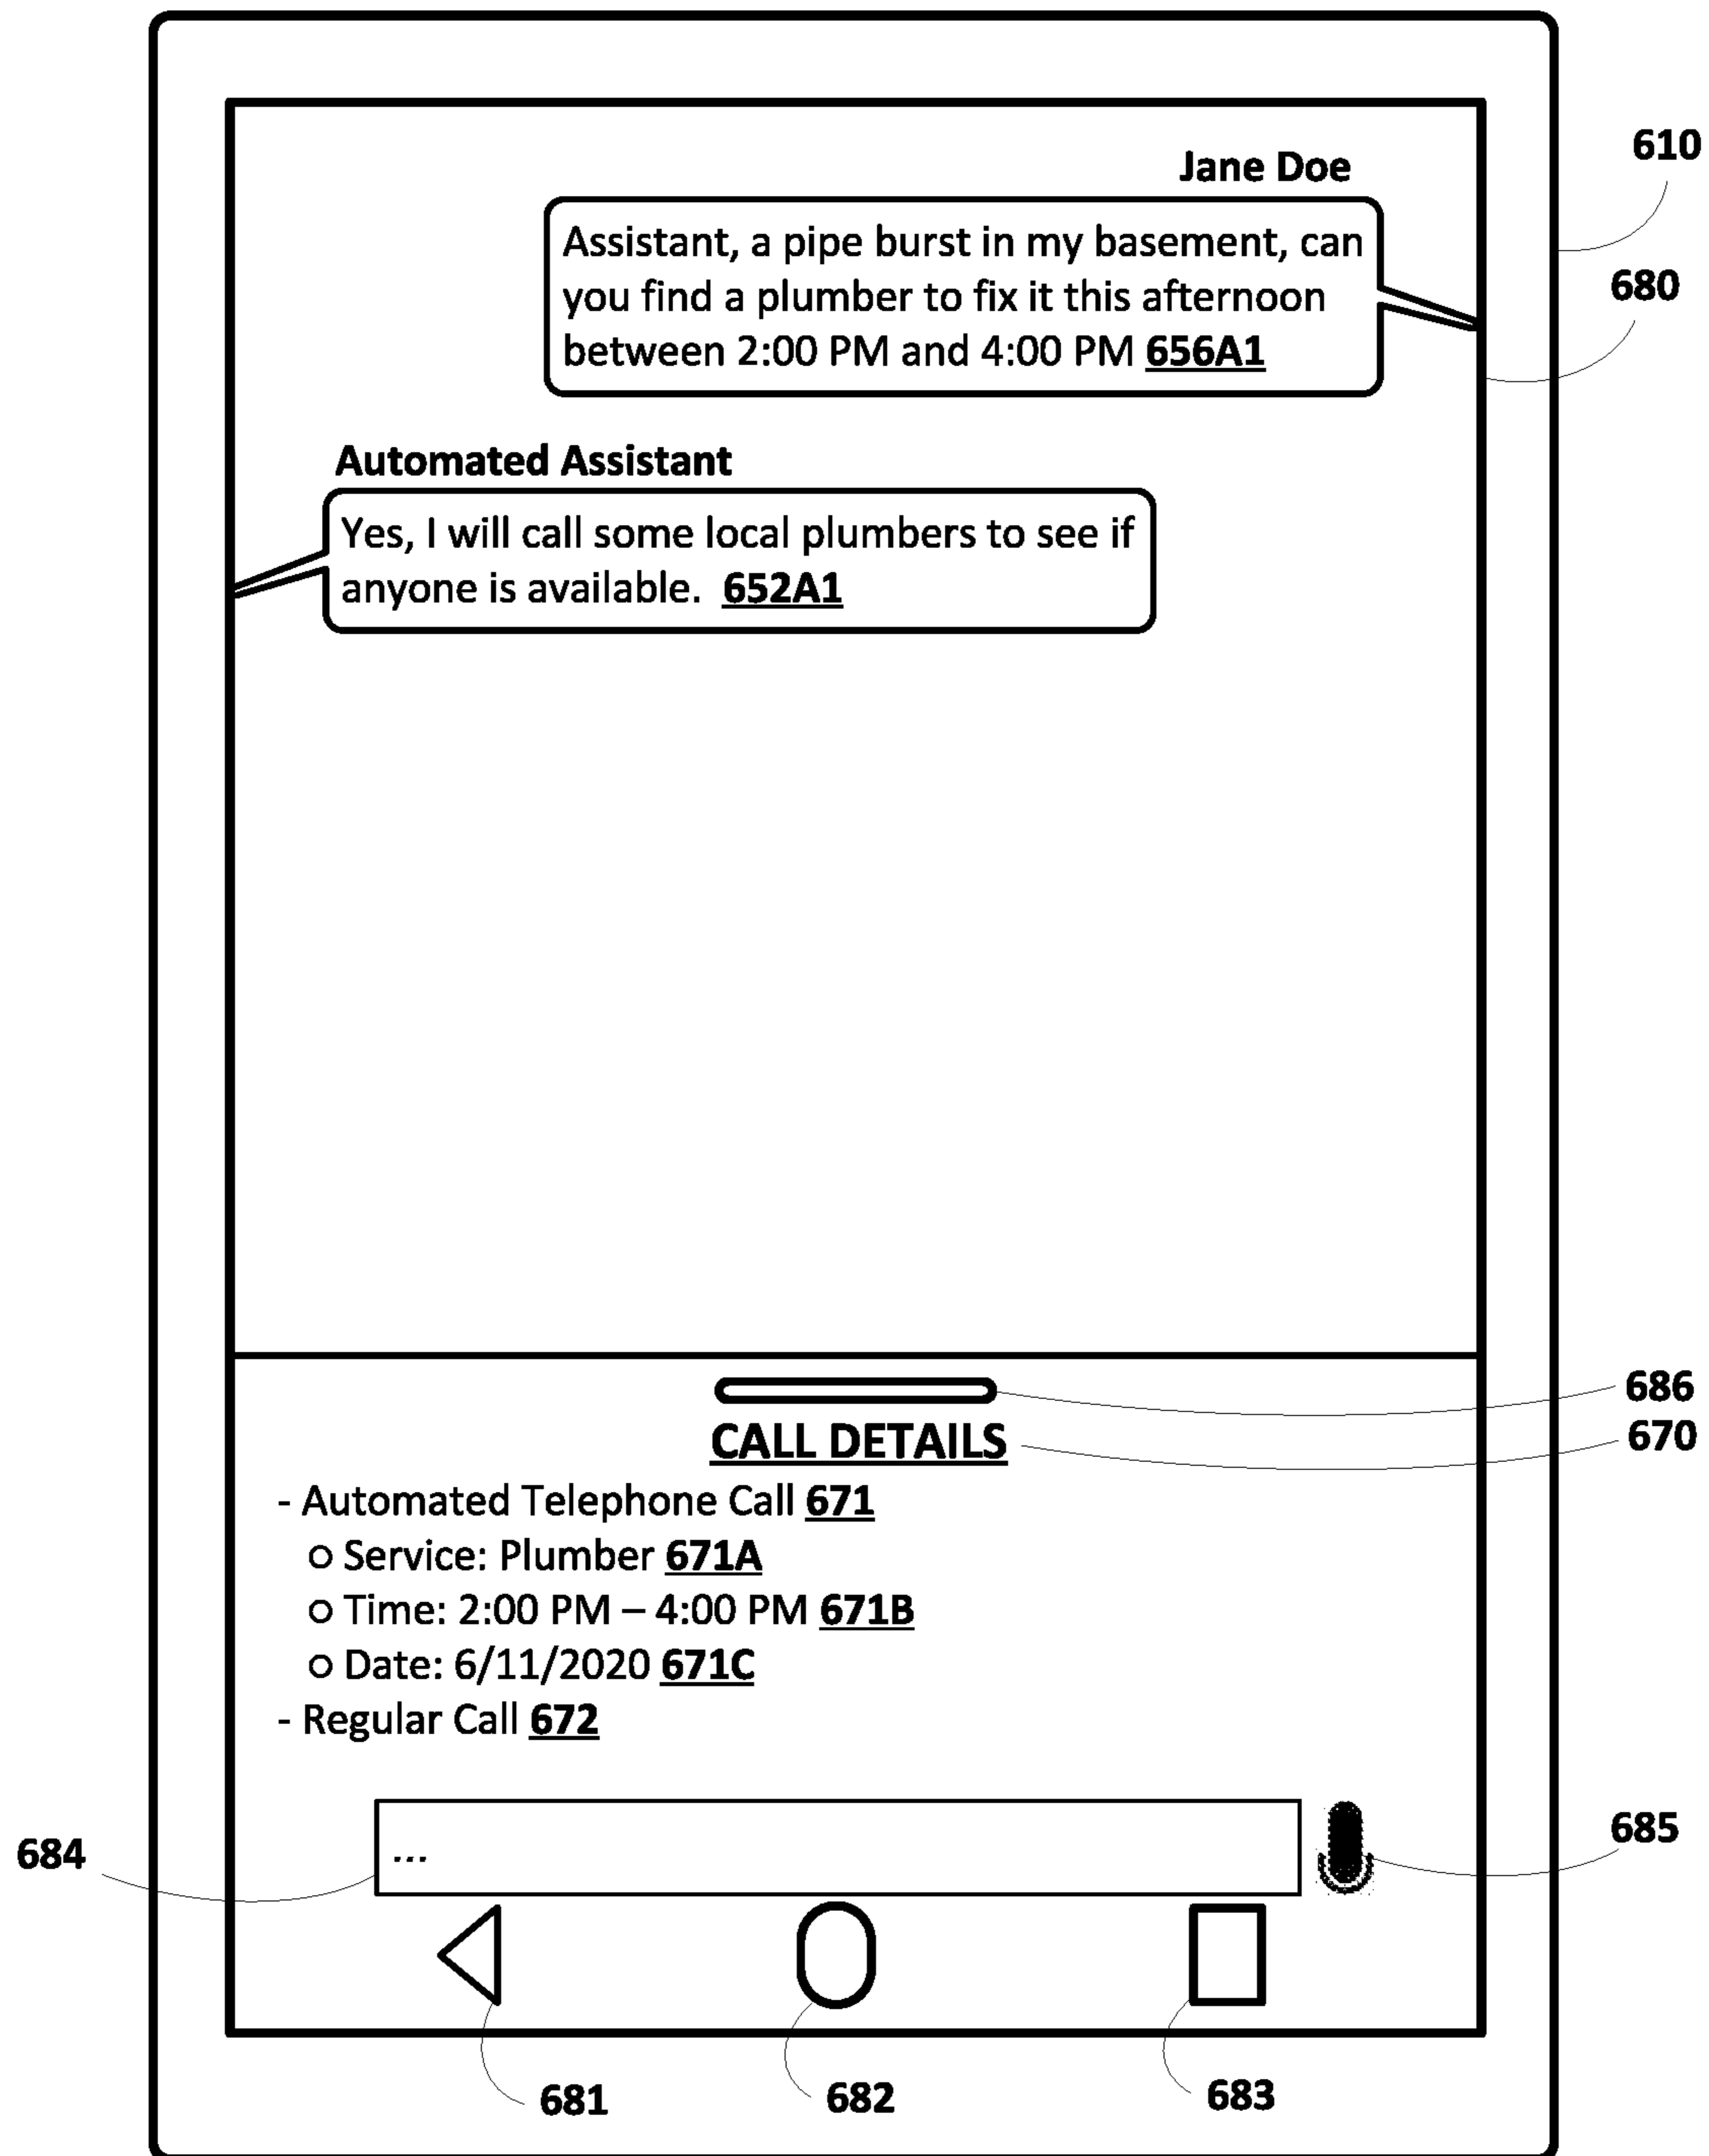 610
Jane Doe
680
Assistant, a pipe burst in my basement, can
you find a plumber to fix it this afternoon
between 2:00 PM and 4:00 PM 656A1
Automated Assistant
Yes, I will call some local plumbers to see if
anyone is available. 652A1
686
CALL DETAILS
670
- Automated Telephone Call 671
○ Service: Plumber 671A
○ Time: 2:00 PM – 4:00 PM 671B
○ Date: 6/11/2020 671C
- Regular Call 672
684
...
685
681
682
683